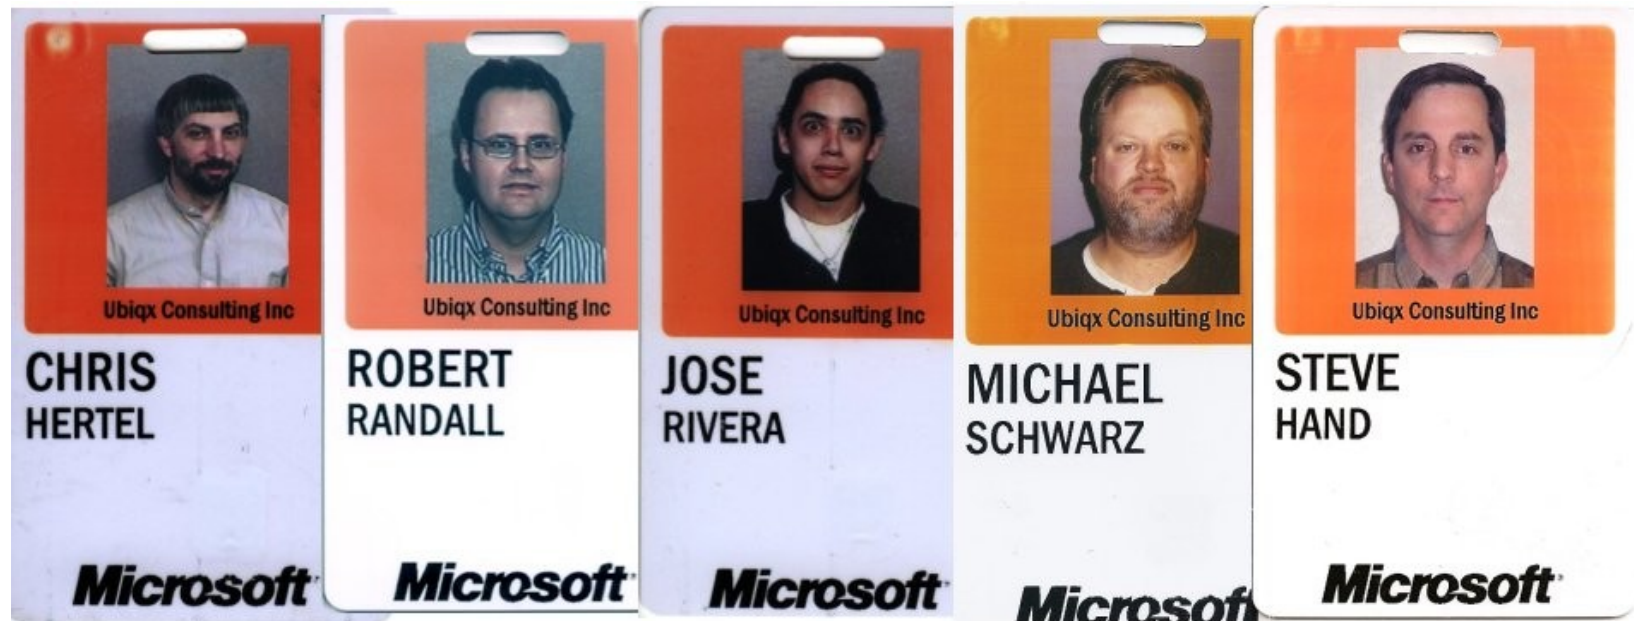 Ubiqx Consulting Inc
CHRIS
HERTEL
Microsoft
Ubiqx Consulting Inc
ROBERT
RANDALL
Microsoft
Ubiqx Consulting Inc
JOSE
RIVERA
Microsoft
Ubiqx Consulting Inc
MICHAEL
SCHWARZ
Microsoft
Ubiqx Consulting Inc
STEVE
HAND
Microsoft